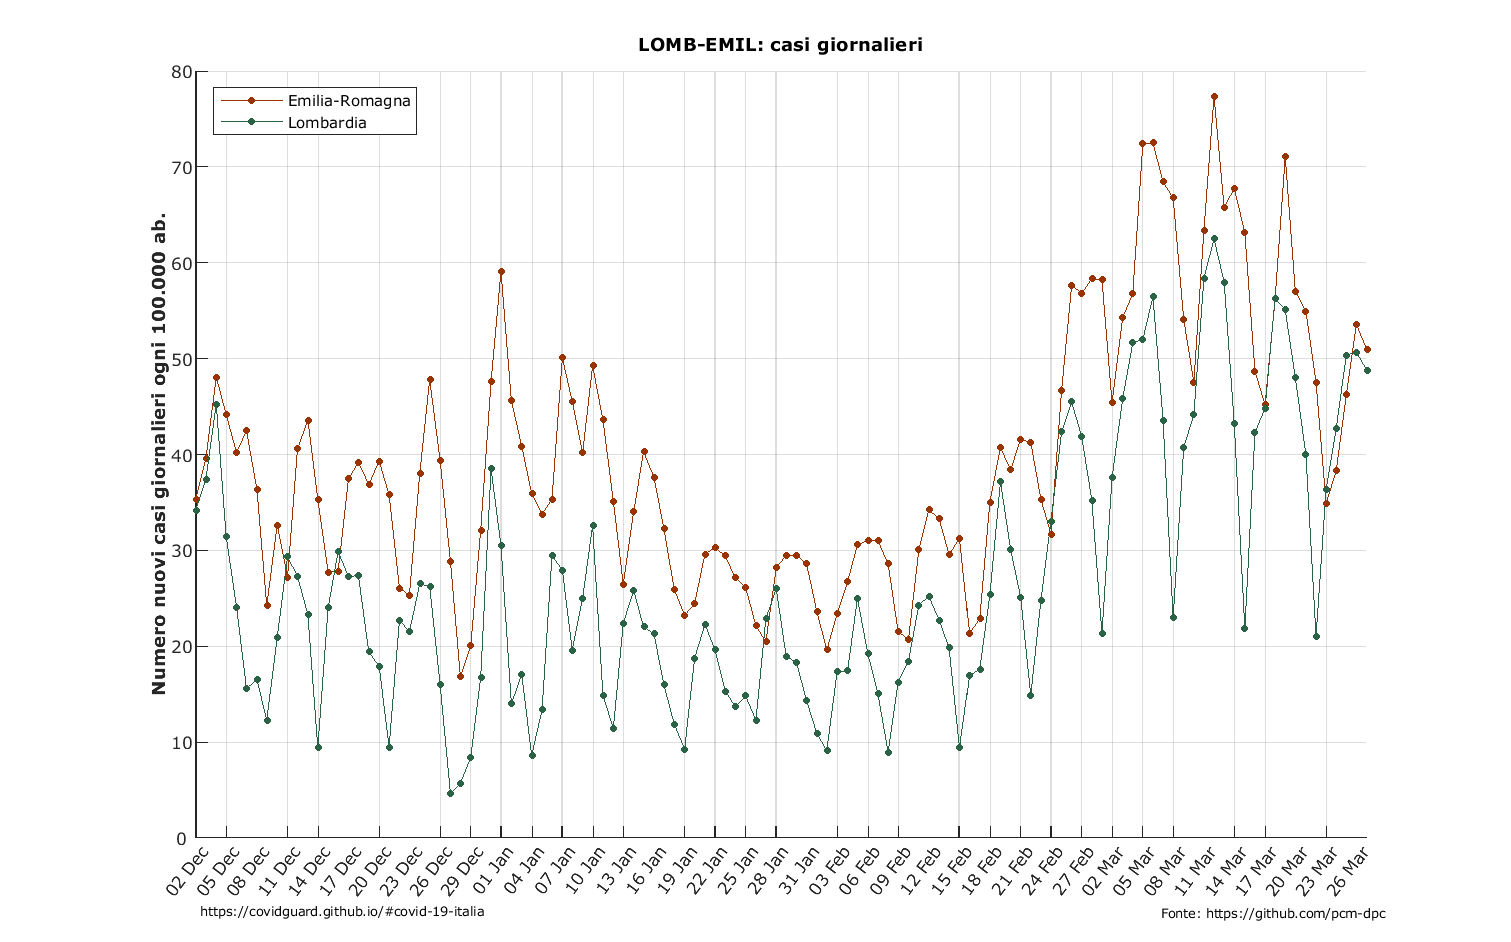 LOMB-EMIL: casi giornalieri
Emilia-Romagna
Lombardia
Numero nuovi casi giornalieri ogni 100.000 ab.
80
70
60
50
40
30
20
10
0
02 Dec
05 Dec
08 Dec
11 Dec
14 Dec
17 Dec
20 Dec
23 Dec
26 Dec
29 Dec
01 Jan
04 Jan
07 Jan
10 Jan
13 Jan
16 Jan
19 Jan
22 Jan
25 Jan
28 Jan
31 Jan
03 Feb
06 Feb
09 Feb
12 Feb
15 Feb
18 Feb
21 Feb
24 Feb
27 Feb
02 Mar
05 Mar
08 Mar
11 Mar
14 Mar
17 Mar
20 Mar
23 Mar
26 Mar
https://covidguard.github.io/#covid-19-italia
Fonte: https://github.com/pcm-dpc